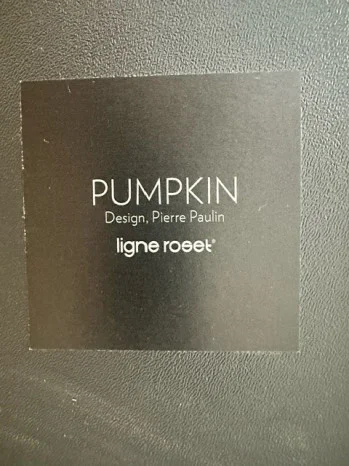 PUMPKIN
Design, Pierre Paulin
ligne roset®